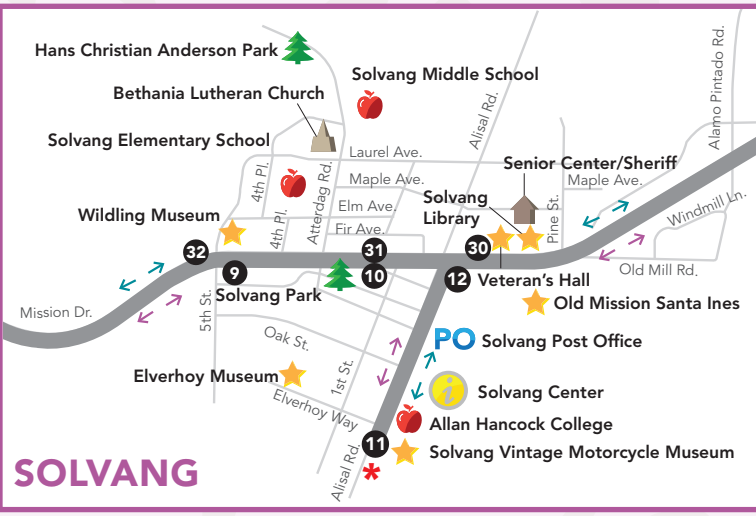 Hans Christian Anderson Park
Solvang Middle School
Bethania Lutheran Church
Solvang Elementary School
Alisal Rd.
Alamo Pintado Rd.
Laurel Ave.
Senior Center/Sheriff
4th Pl.
Atterdag Rd.
Maple Ave.
Maple Ave.
Solvang
Library
Elm Ave.
Wildling Museum
4th Pl.
Fir Ave.
Pine St.
Windmill Ln.
32
9
31
10
30
12
Veteran's Hall
Old Mill Rd.
Solvang Park
Old Mission Santa Ines
Mission Dr.
5th St.
Oak St.
PO Solvang Post Office
Elverhoy Museum
1st St.
i
Solvang Center
Elverhoy Way
Allan Hancock College
11
Solvang Vintage Motorcycle Museum
Alisal Rd.
*
SOLVANG